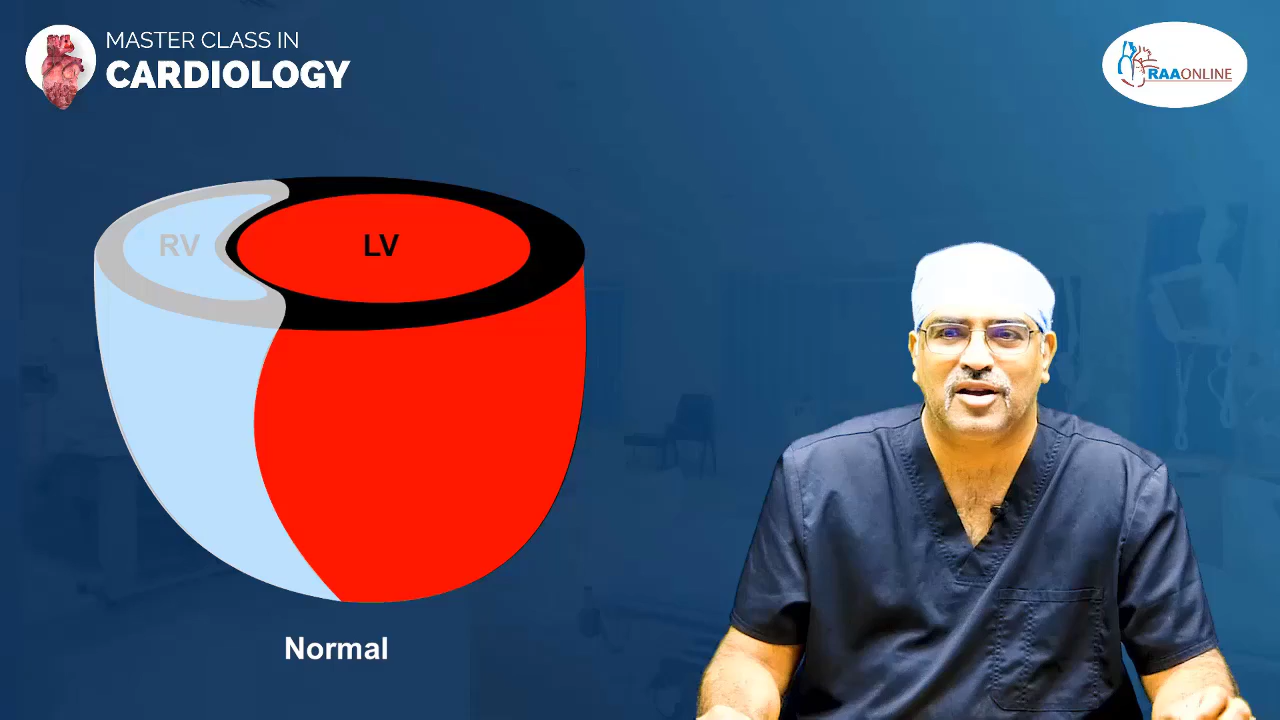 MASTER CLASS IN
CARDIOLOGY
RAAONLINE
RV
LV
Normal